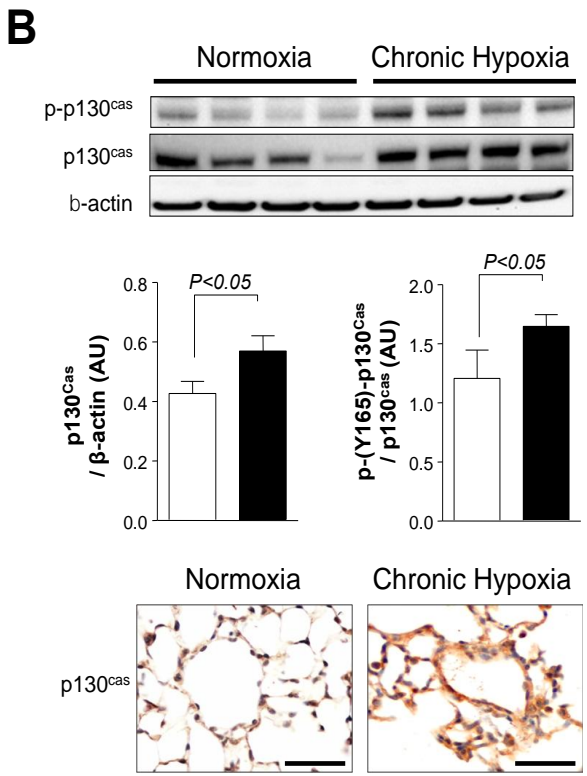 B
Normoxia Chronic Hypoxia
p-p130cas
p130cas
b-actin
P<0.05 P<0.05
p130Cas
/ β-actin (AU)
0.8
0.6
0.4
0.2
0.0
p-(Y165)-p130Cas
/ p130cas (AU)
2.0
1.5
1.0
0.5
0.0
Normoxia Chronic Hypoxia
p130cas